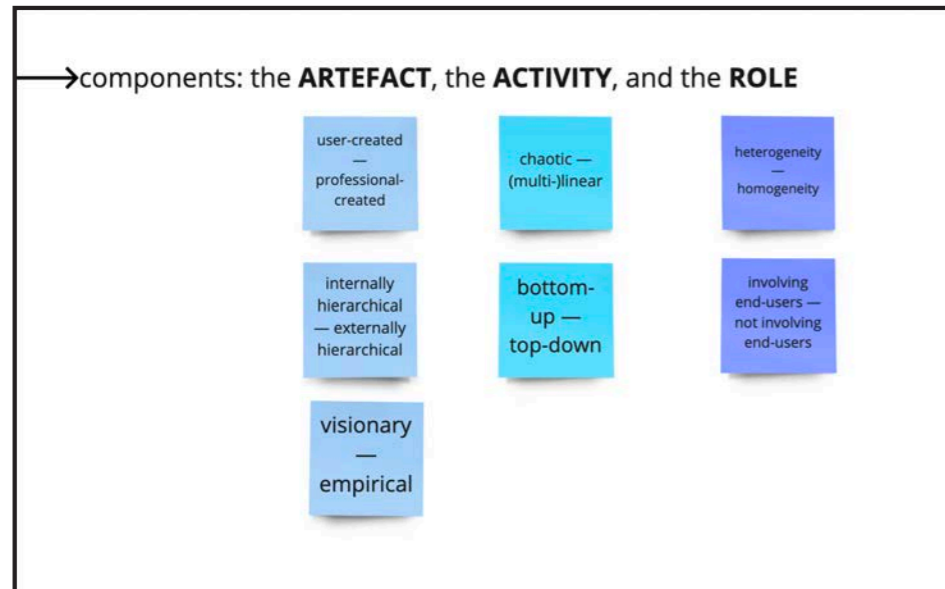 components: the ARTEFACT, the ACTIVITY, and the ROLE
user-created
—
professional-
created
chaotic —
(multi-)linear
heterogeneity
—
homogeneity
internally
hierarchical
— externally
hierarchical
bottom-
up —
top-down
involving
end-users —
not involving
end-users
visionary
—
empirical